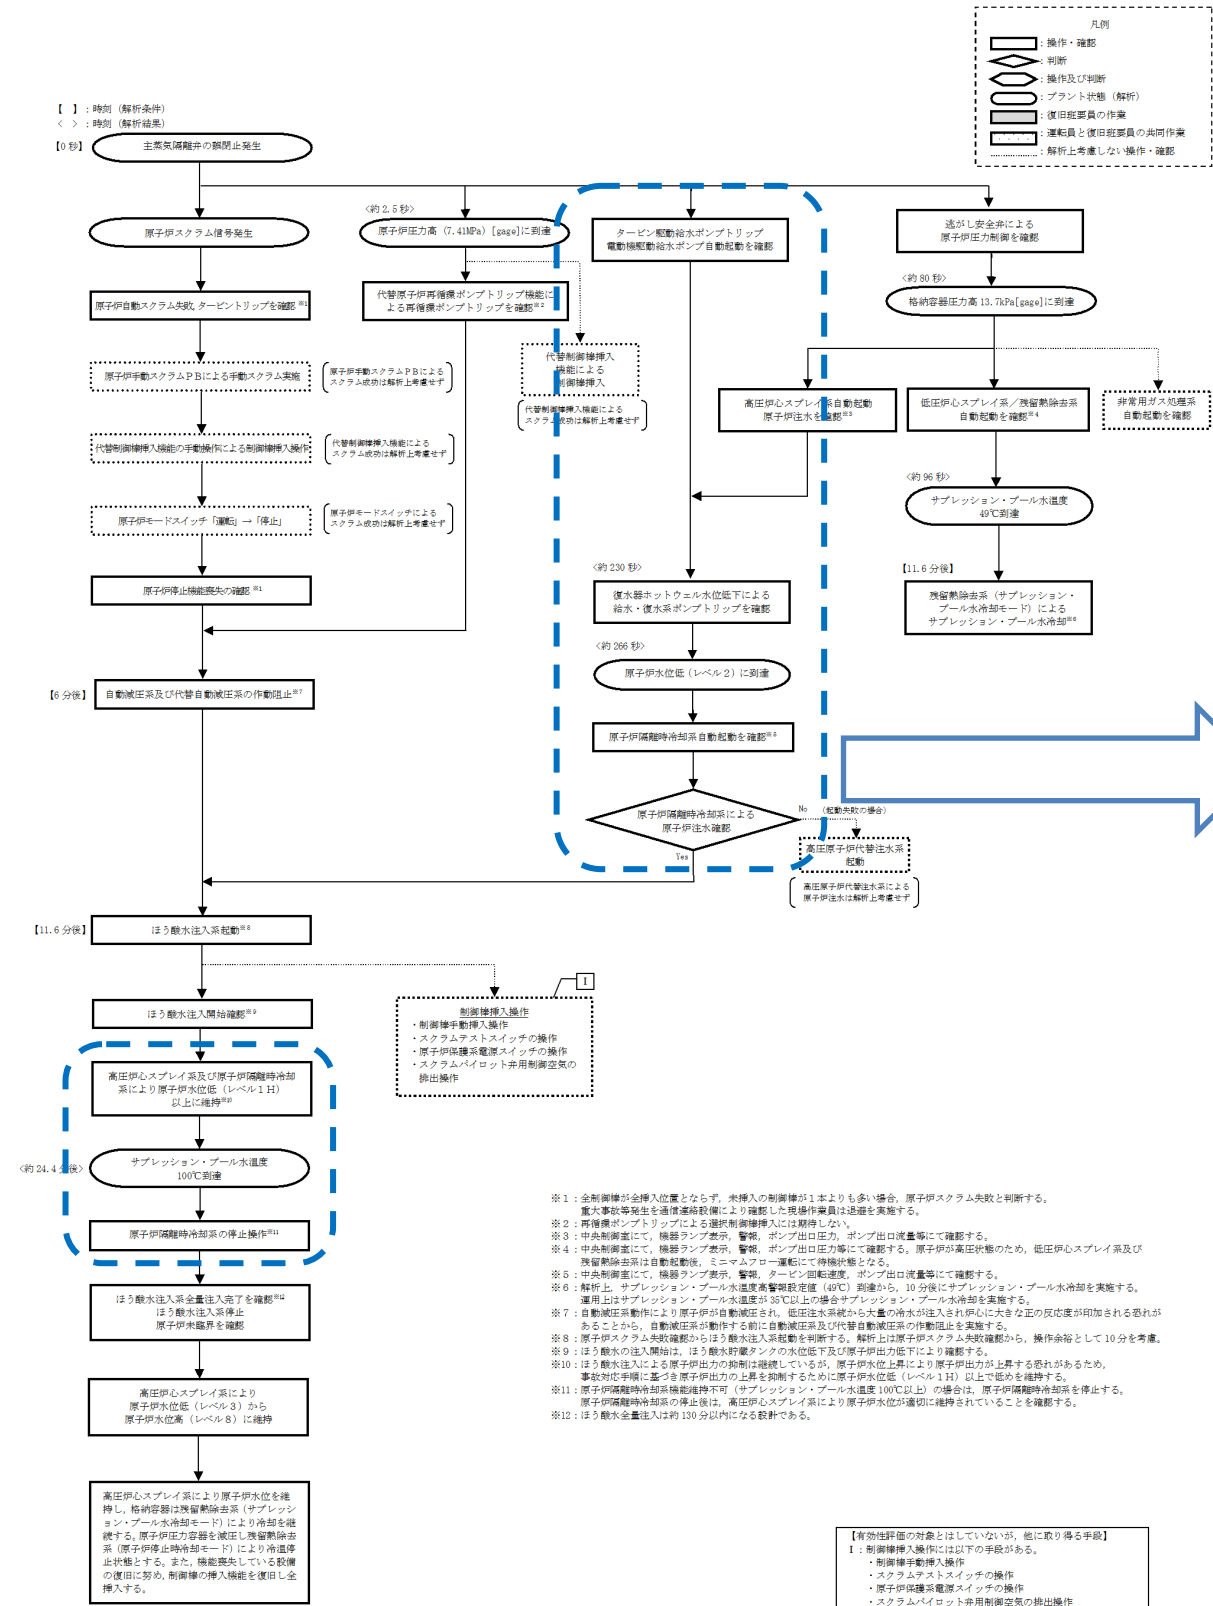 凡例
：操作・確認
：判断
：操作及び判断
：プラント状態（解析）
：復旧班要員の作業
：運転員と復旧班要員の共同作業
：解析上考慮しない操作・確認
【　】：時刻（解析条件）
＜　＞：時刻（解析結果）
【0 秒】
主蒸気隔離弁の誤閉止発生
原子炉スクラム信号発生
原子炉自動スクラム失敗，タービントリップを確認 ※1
原子炉手動スクラムＰＢによる手動スクラム実施
原子炉手動スクラムＰＢによる
スクラム成功は解析上考慮せず
代替制御棒挿入機能の手動操作による制御棒挿入操作
代替制御棒挿入機能による
スクラム成功は解析上考慮せず
原子炉モードスイッチ「運転」→「停止」
原子炉モードスイッチによる
スクラム成功は解析上考慮せず
原子炉停止機能喪失の確認 ※1
＜約 2.5 秒＞
原子炉圧力高（7.41MPa）[gage]に到達
代替原子炉再循環ポンプトリップ機能に
よる再循環ポンプトリップを確認※2
代替制御棒挿入
機能による
制御棒挿入
代替制御棒挿入機能による
スクラム成功は解析上考慮せず
タービン駆動給水ポンプトリップ
電動機駆動給水ポンプ自動起動を確認
逃がし安全弁による
原子炉圧力制御を確認
＜約 80 秒＞
格納容器圧力高 13.7kPa[gage]に到達
高圧炉心スプレイ系自動起動
原子炉注水を確認※3
低圧炉心スプレイ系／残留熱除去系
自動起動を確認※4
非常用ガス処理系
自動起動を確認
＜約 96 秒＞
サプレッション・プール水温度
49℃到達
【11.6 分後】
残留熱除去系（サプレッション・
プール水冷却モード）による
サプレッション・プール水冷却※6
＜約 230 秒＞
復水器ホットウェル水位低下による
給水・復水系ポンプトリップを確認
＜約 266 秒＞
原子炉水位低（レベル２）に到達
原子炉隔離時冷却系自動起動を確認※5
原子炉隔離時冷却系による
原子炉注水確認
No　（起動失敗の場合）
Yes
高圧原子炉代替注水系
起動
高圧原子炉代替注水系による
原子炉注水は解析上考慮せず
【6 分後】
自動減圧系及び代替自動減圧系の作動阻止※7
【11.6 分後】
ほう酸水注入系起動※8
ほう酸水注入開始確認※9
I
制御棒挿入操作
・制御棒手動挿入操作
・スクラムテストスイッチの操作
・原子炉保護系電源スイッチの操作
・スクラムパイロット弁用制御空気の
排出操作
高圧炉心スプレイ系及び原子炉隔離時冷却
系により原子炉水位低（レベル１Ｈ）
以上に維持※10
＜約 24.4 分後＞
サプレッション・プール水温度
100℃到達
原子炉隔離時冷却系の停止操作※11
ほう酸水注入系全量注入完了を確認※12
ほう酸水注入系停止
原子炉未臨界を確認
高圧炉心スプレイ系により
原子炉水位低（レベル３）から
原子炉水位高（レベル８）に維持
高圧炉心スプレイ系により原子炉水位を維
持し，格納容器は残留熱除去系（サプレッシ
ョン・プール水冷却モード）により冷却を継
続する。原子炉圧力容器を減圧し残留熱除去
系（原子炉停止時冷却モード）により冷温停
止状態とする。また，機能喪失している設備
の復旧に努め，制御棒の挿入機能を復旧し全
挿入する。
※１：全制御棒が全挿入位置とならず，未挿入の制御棒が１本よりも多い場合，原子炉スクラム失敗と判断する。
重大事故等発生を通信連絡設備により確認した現場作業員は退避を実施する。
※２：再循環ポンプトリップによる選択制御棒挿入には期待しない。
※３：中央制御室にて，機器ランプ表示，警報，ポンプ出口圧力，ポンプ出口流量等にて確認する。
※４：中央制御室にて，機器ランプ表示，警報，ポンプ出口圧力等にて確認する。原子炉が高圧状態のため，低圧炉心スプレイ系及び
残留熱除去系は自動起動後，ミニマムフロー運転にて待機状態となる。
※５：中央制御室にて，機器ランプ表示，警報，タービン回転速度，ポンプ出口流量等にて確認する。
※６：解析上，サプレッション・プール水温度高警報設定値（49℃）到達から，10 分後にサプレッション・プール水冷却を実施する。
運用上はサプレッション・プール水温度が 35℃以上の場合サプレッション・プール水冷却を実施する。
※７：自動減圧系動作により原子炉が自動減圧され，低圧注水系統から大量の冷水が注入され炉心に大きな正の反応度が印加される恐れが
あることから，自動減圧系が動作する前に自動減圧系及び代替自動減圧系の作動阻止を実施する。
※８：原子炉スクラム失敗確認からほう酸水注入系起動を判断する。解析上は原子炉スクラム失敗確認から，操作余裕として 10 分を考慮。
※９：ほう酸水の注入開始は，ほう酸水貯蔵タンクの水位低下及び原子炉出力低下により確認する。
※10：ほう酸水注入による原子炉出力の抑制は継続しているが，原子炉水位上昇により原子炉出力が上昇する恐れがあるため，
事故対応手順に基づき原子炉出力の上昇を抑制するために原子炉水位低（レベル１Ｈ）以上で低めを維持する。
※11：原子炉隔離時冷却系機能維持不可（サプレッション・プール水温度 100℃以上）の場合は，原子炉隔離時冷却系を停止する。
原子炉隔離時冷却系の停止後は，高圧炉心スプレイ系により原子炉水位が適切に維持されていることを確認する。
※12：ほう酸水全量注入は約 130 分以内になる設計である。
【有効性評価の対象とはしていないが，他に取り得る手段】
Ｉ：制御棒挿入操作には以下の手段がある。
・制御棒手動挿入操作
・スクラムテストスイッチの操作
・原子炉保護系電源スイッチの操作
・スクラムパイロット弁用制御空気の排出操作